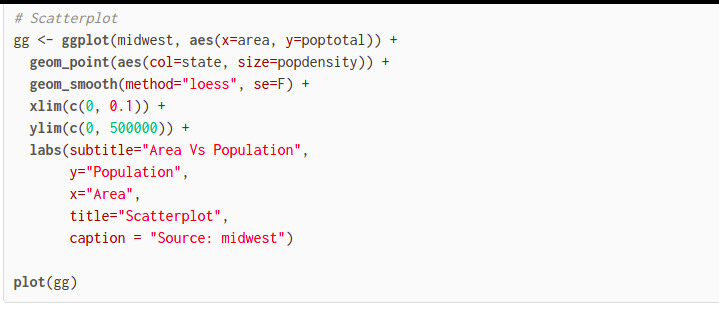 # Scatterplot
gg <- ggplot(midwest, aes(x=area, y=poptotal)) +
  geom_point(aes(col=state, size=popdensity)) +
  geom_smooth(method="loess", se=F) +
  xlim(c(0, 0.1)) +
  ylim(c(0, 500000)) +
  labs(subtitle="Area Vs Population",
       y="Population",
       x="Area",
       title="Scatterplot",
       caption = "Source: midwest")
plot(gg)